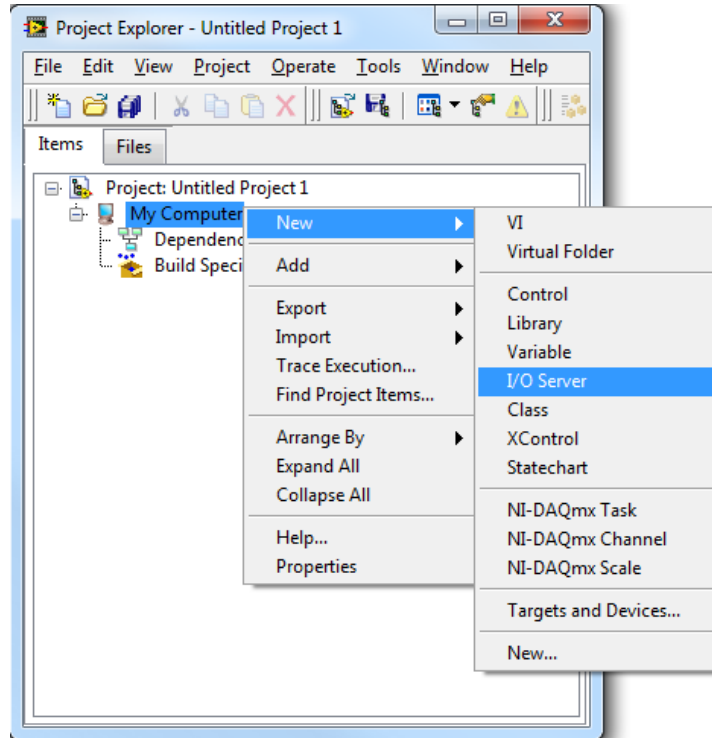 Project Explorer - Untitled Project 1
File Edit View Project Operate Tools Window Help
Items Files
Project: Untitled Project 1
My Computer
Dependenc
Build Speci
New
Add
Export
Import
Trace Execution...
Find Project Items...
Arrange By
Expand All
Collapse All
Help...
Properties
VI
Virtual Folder
Control
Library
Variable
I/O Server
Class
XControl
Statechart
NI-DAQmx Task
NI-DAQmx Channel
NI-DAQmx Scale
Targets and Devices...
New...